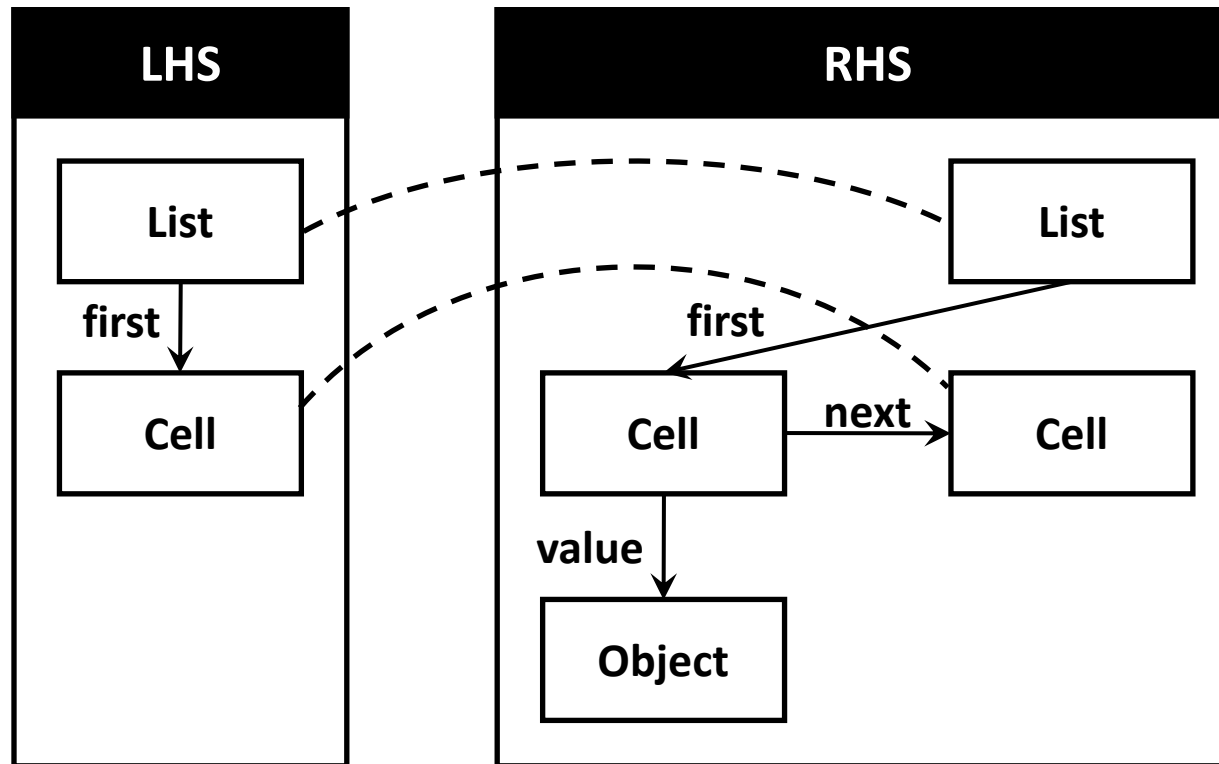 LHS
List
first
Cell
RHS
List
first
Cell
next
Cell
value
Object